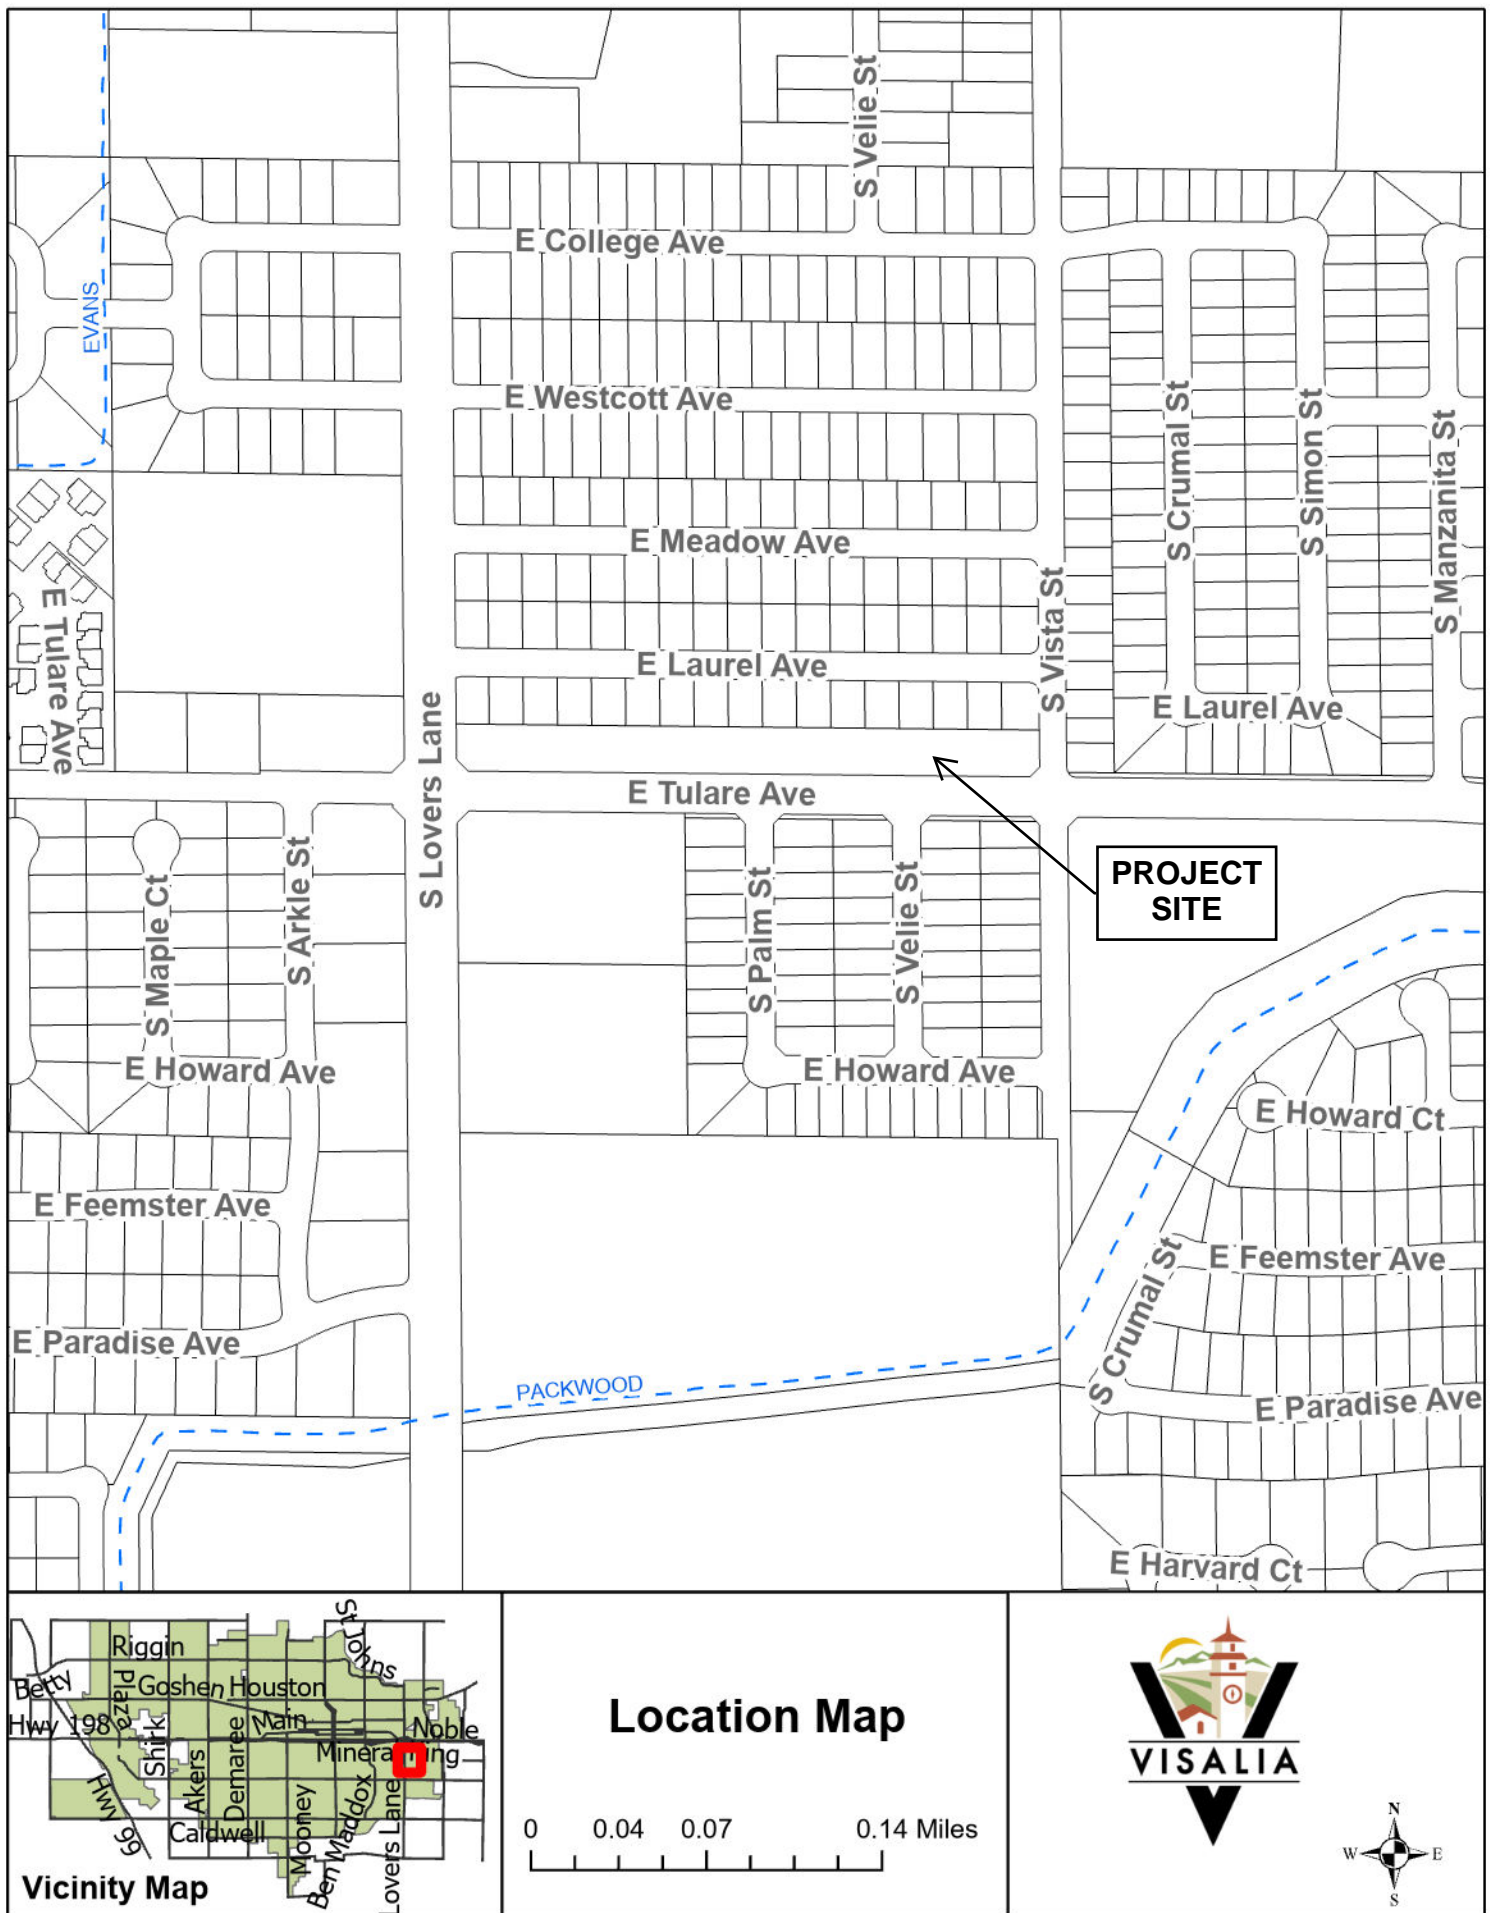 S Velie St
E College Ave
EVANS
E Westcott Ave
S Crumal St
S Simon St
S Manzanita St
E Meadow Ave
E Tulare Ave
S Vista St
E Laurel Ave
E Laurel Ave
S Lovers Lane
E Tulare Ave
PROJECT
SITE
S Maple Ct
S Arkle St
S Palm St
S Velie St
E Howard Ave
E Howard Ave
E Howard Ct
E Feemster Ave
E Feemster Ave
S Crumal St
E Paradise Ave
PACKWOOD
E Paradise Ave
E Harvard Ct
Riggin
St Johns
Betty
Plaza
Goshen
Houston
Hwy 198
Main
Noble
Shirk
Akers
Demaree
Mooney
Ben Maddox
Lovers Lane
Hwy 99
Caldwell
Vicinity Map
Location Map
0 0.04 0.07 0.14 Miles
VISALIA
N
W E
S